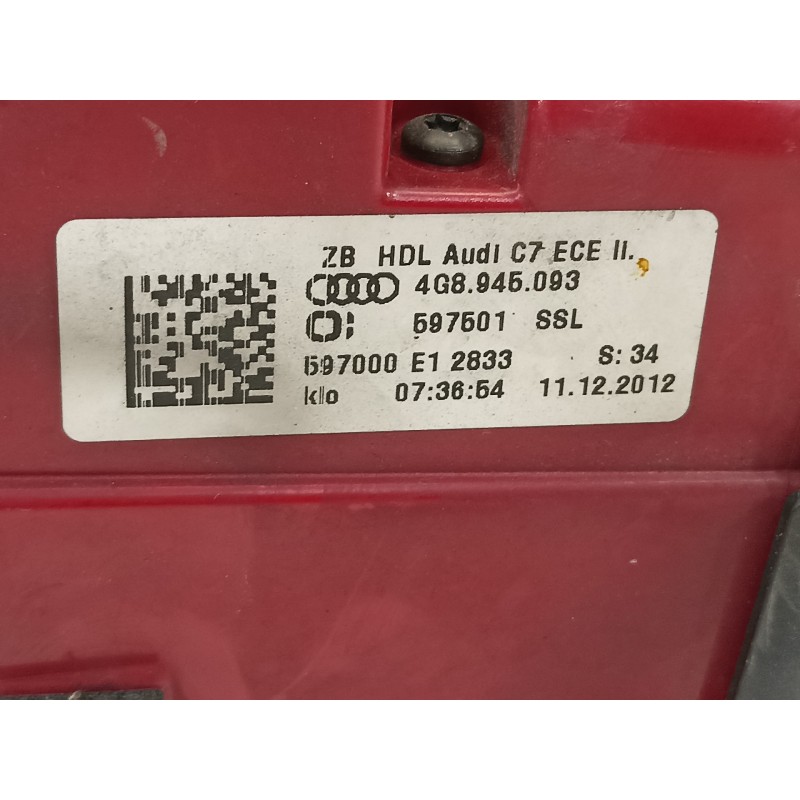 ZB HDL Audi C7 ECE II.
4G8.945.093
597501 SSL
597000 E1 2833 S: 34
klo 07:36:54 11.12.2012